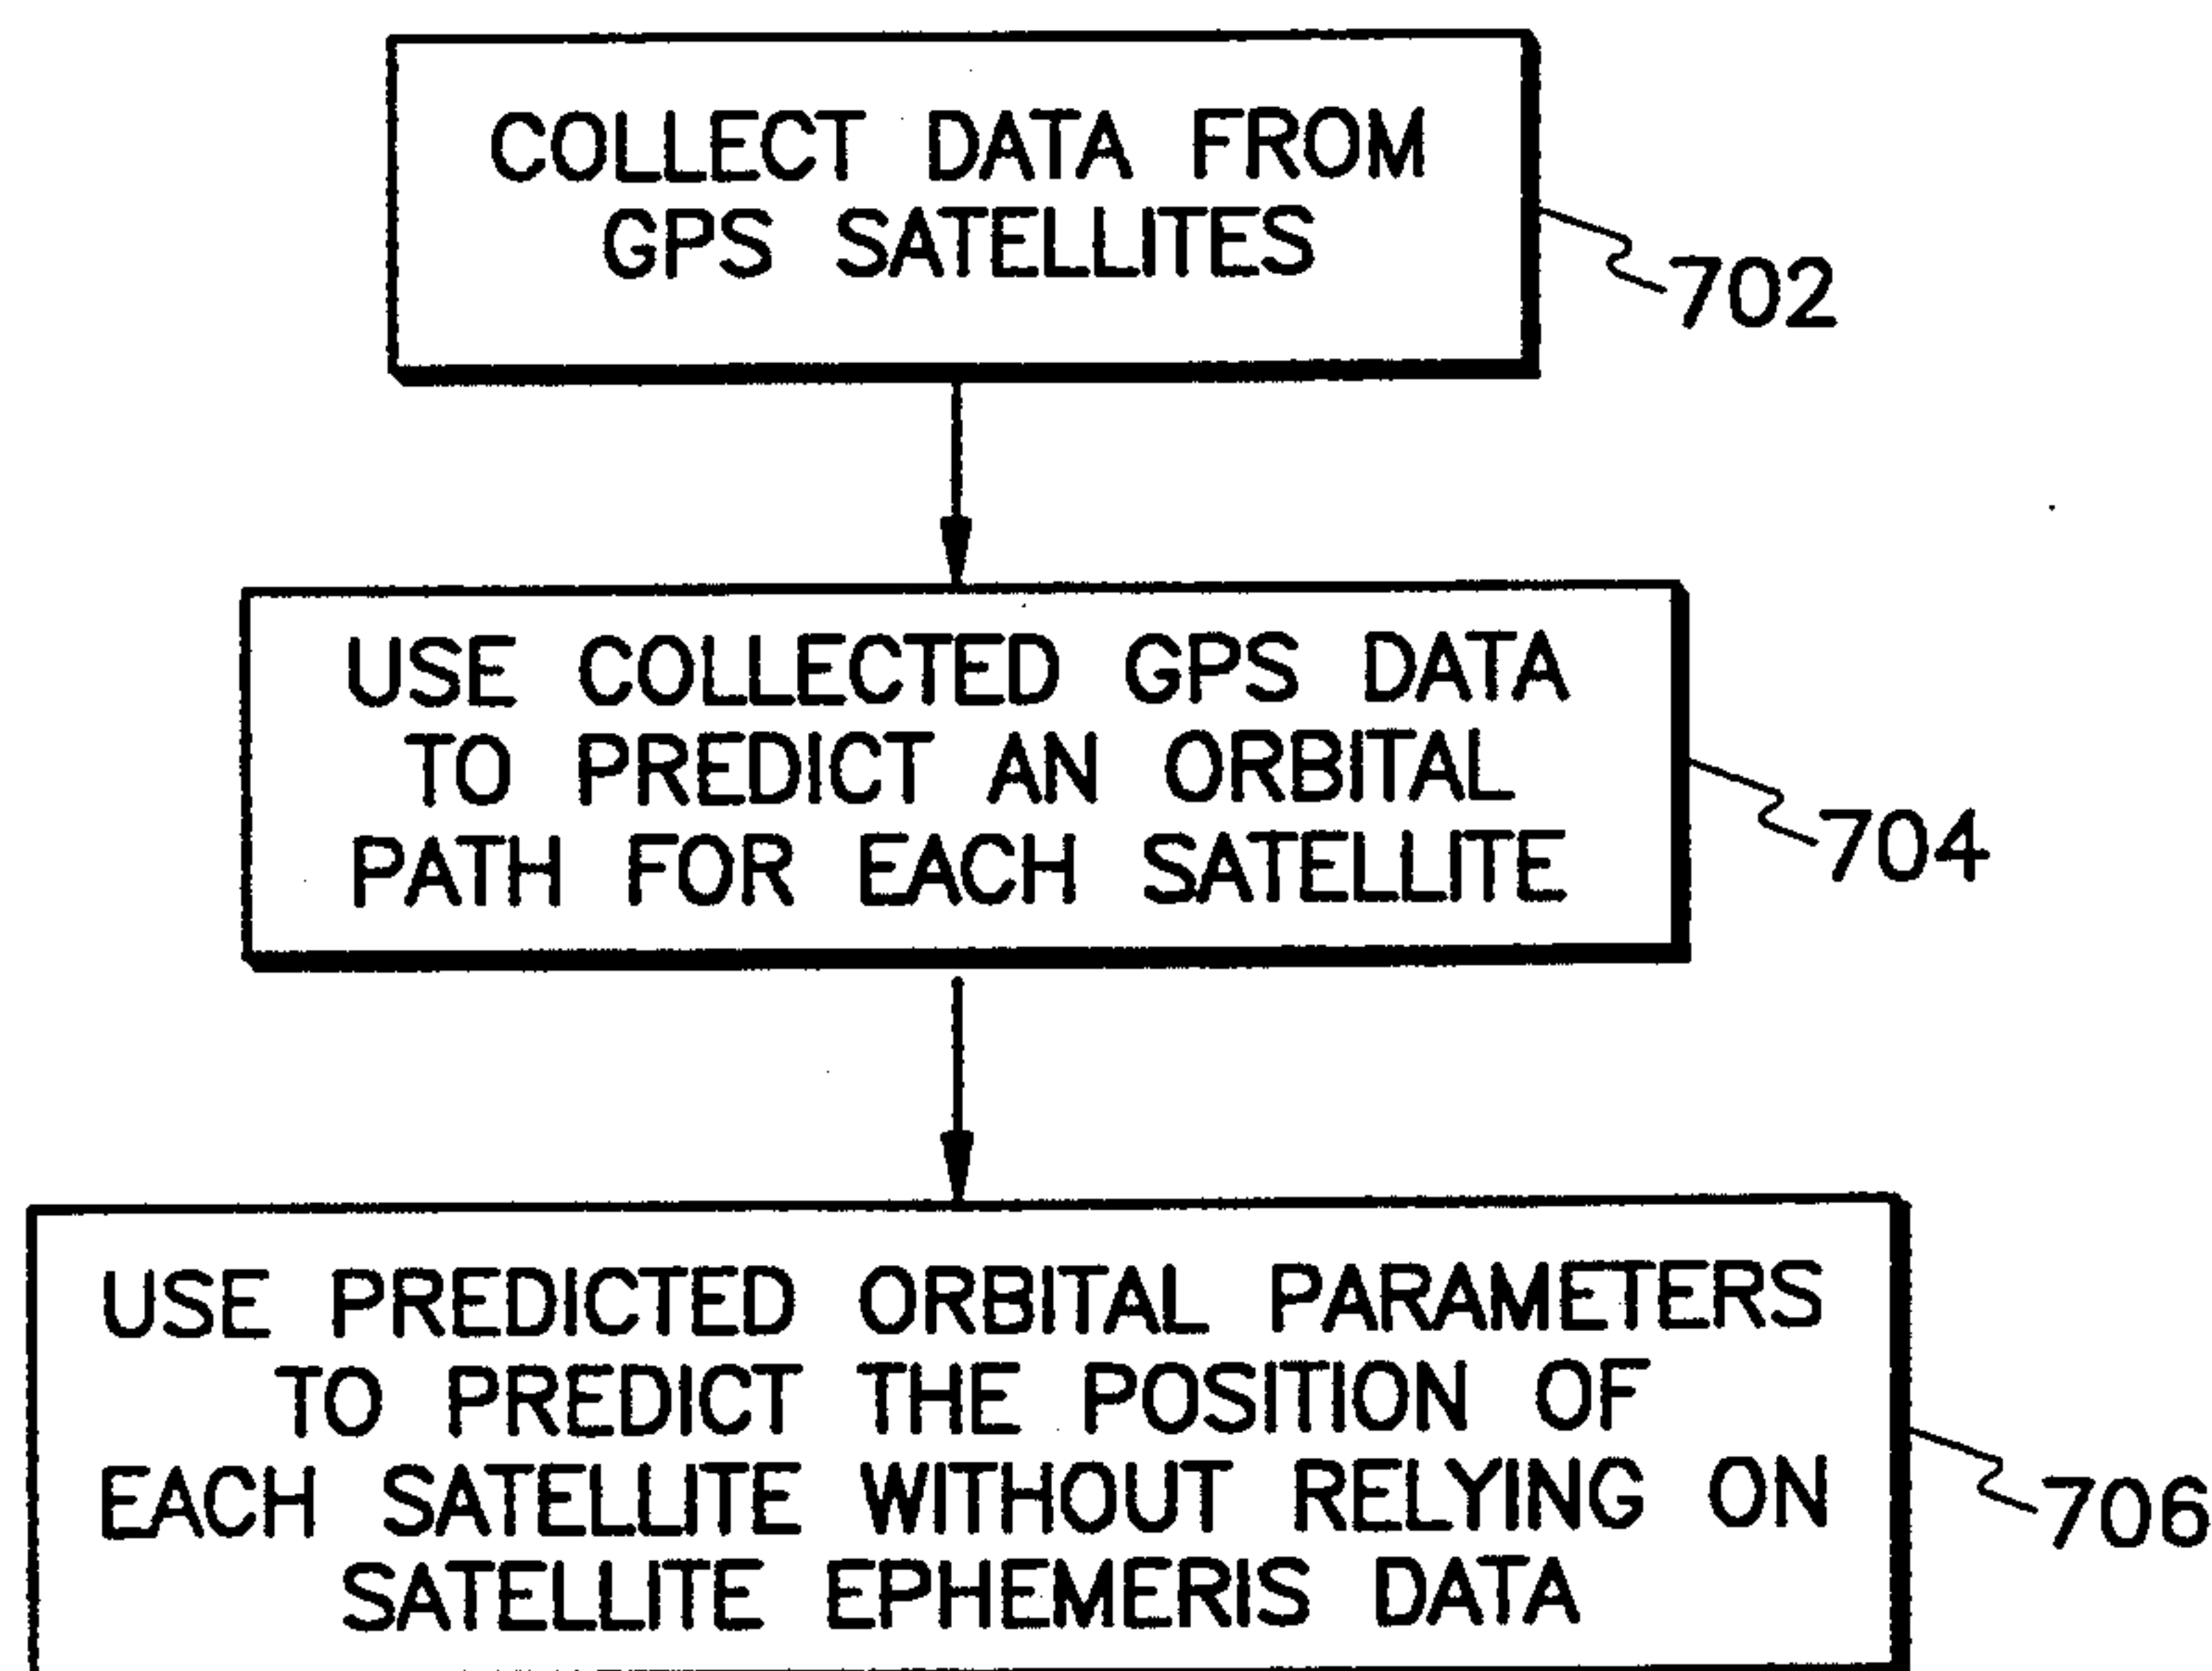 COLLECT DATA FROM
GPS SATELLITES
702
USE COLLECTED GPS DATA
TO PREDICT AN ORBITAL
PATH FOR EACH SATELLITE
704
USE PREDICTED ORBITAL PARAMETERS
TO PREDICT THE POSITION OF
EACH SATELLITE WITHOUT RELYING ON
SATELLITE EPHEMERIS DATA
706